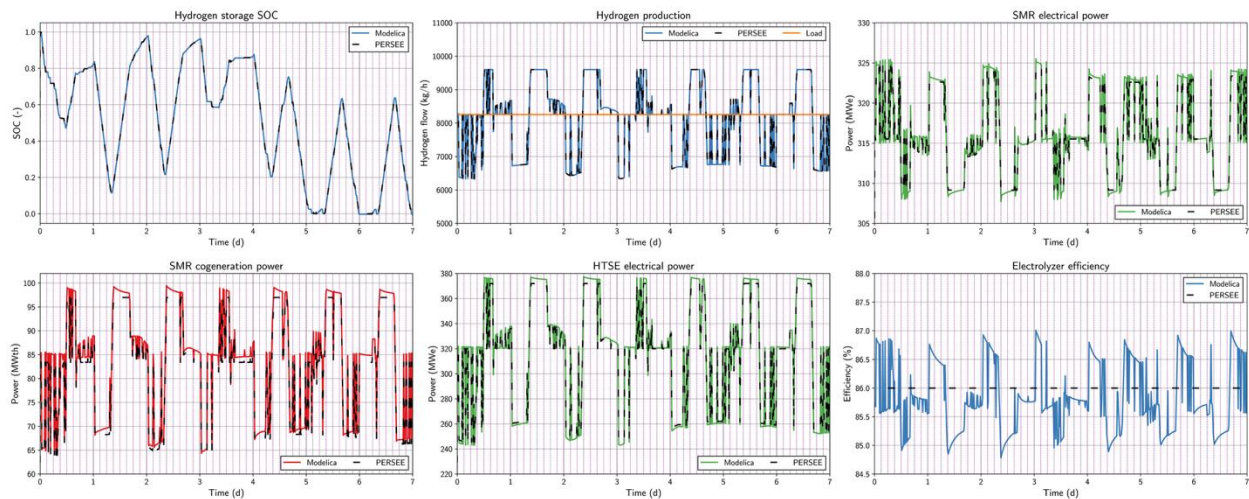 Hydrogen storage SOC
Modelica
PERSEE
1.0
0.8
0.6
0.4
0.2
0.0
SOC (-)
0 1 2 3 4 5 6 7
Time (d)
Hydrogen production
Modelica PERSEE Load
11000
10000
9000
8000
7000
6000
5000
Hydrogen flow (kg/h)
0 1 2 3 4 5 6 7
Time (d)
SMR electrical power
330
325
320
315
310
305
Power (MWe)
Modelica PERSEE
0 1 2 3 4 5 6 7
Time (d)
SMR cogeneration power
100
95
90
85
80
75
70
65
60
Power (MWth)
Modelica PERSEE
0 1 2 3 4 5 6 7
Time (d)
HTSE electrical power
380
360
340
320
300
280
260
240
220
Power (MWe)
Modelica PERSEE
0 1 2 3 4 5 6 7
Time (d)
Electrolyzer efficiency
Modelica
PERSEE
88.0
87.5
87.0
86.5
86.0
85.5
85.0
84.5
Efficiency (%)
0 1 2 3 4 5 6 7
Time (d)